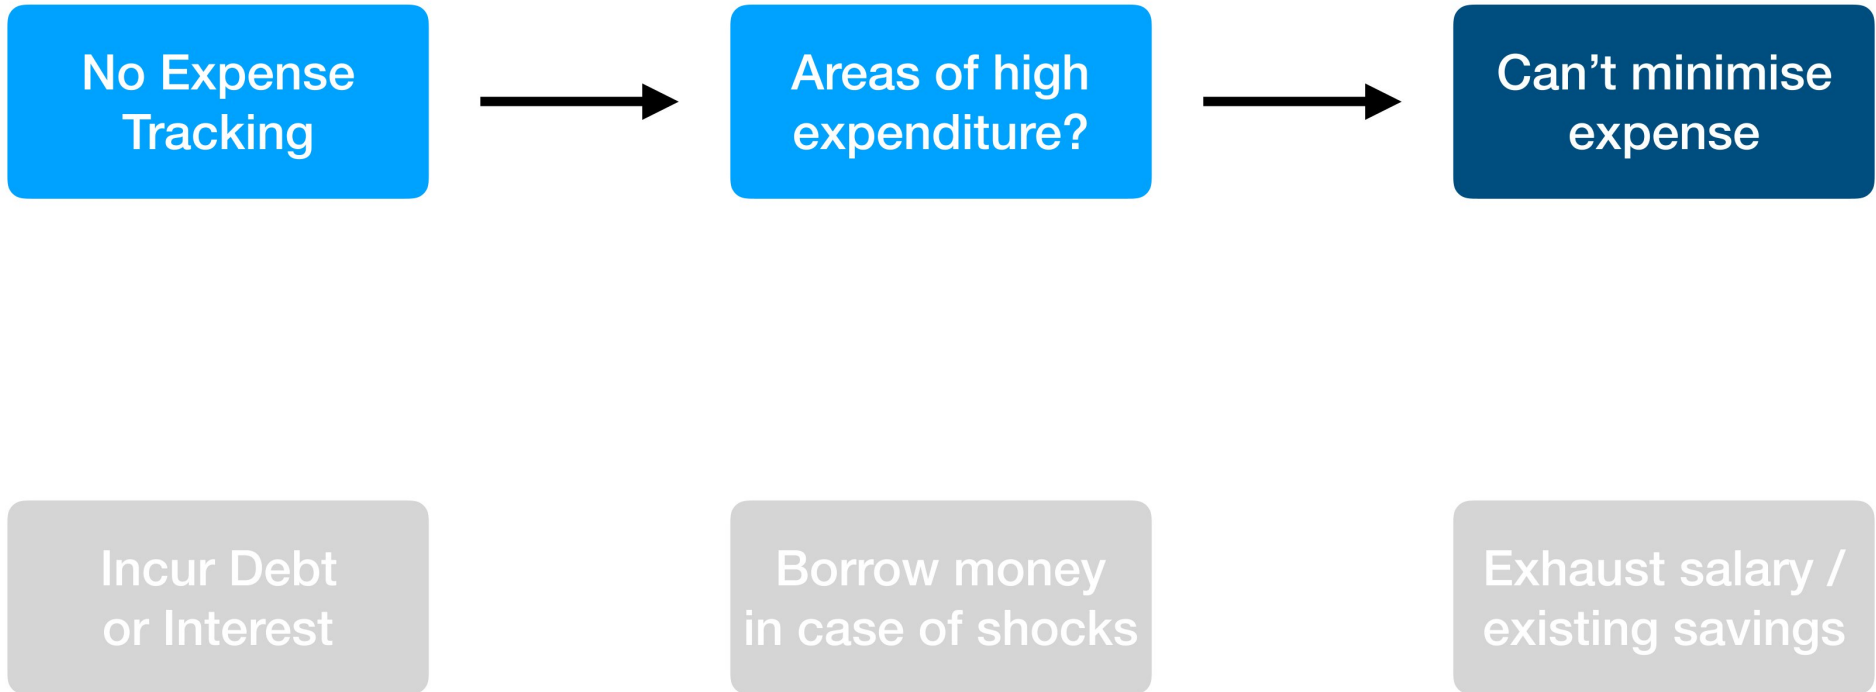 No Expense
Tracking
Areas of high
expenditure?
Can’t minimise
expense
Incur Debt
or Interest
Borrow money
in case of shocks
Exhaust salary /
existing savings